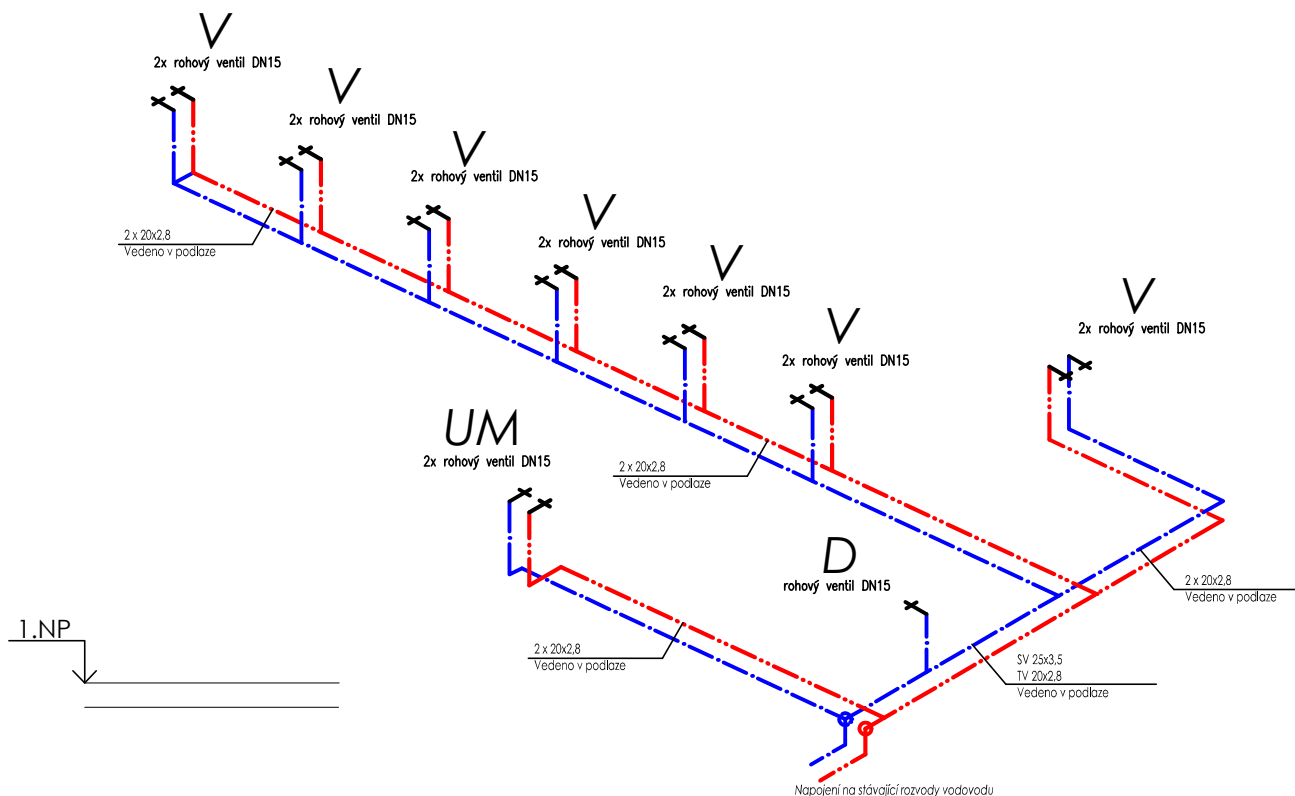 V
2x rohový ventil DN15
V
2x rohový ventil DN15
V
2x rohový ventil DN15
V
2x rohový ventil DN15
V
2x rohový ventil DN15
V
2x rohový ventil DN15
V
2x rohový ventil DN15
2 x 20x2.8
Vedeno v podlaze
UM
2x rohový ventil DN15
2 x 20x2,8
Vedeno v podlaze
D
rohový ventil DN15
2 x 20x2,8
Vedeno v podlaze
1.NP
2 x 20x2,8
Vedeno v podlaze
SV 25x3,5
TV 20x2,8
Vedeno v podlaze
Napojení na stávající rozvody vodovodu